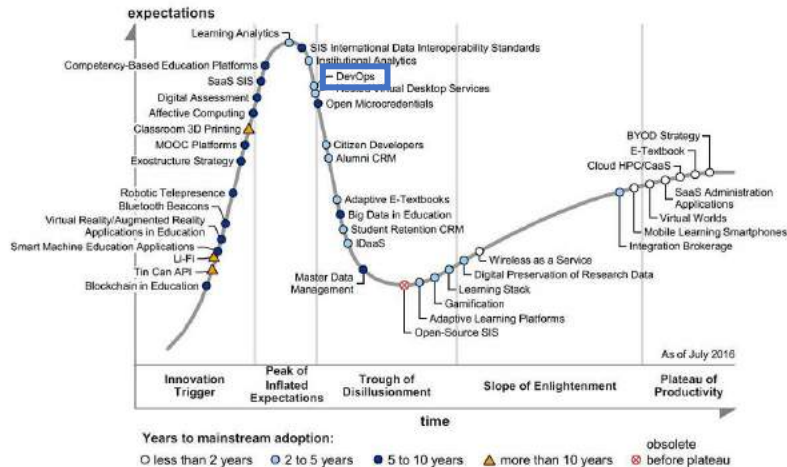 expectations
Learning Analytics
SIS International Data Interoperability Standards
Institutional Analytics
Competency-Based Education Platforms
DevOps
SaaS SIS
Hosted Virtual Desktop Services
Digital Assessment
Open Microcredentials
Affective Computing
Classroom 3D Printing
MOOC Platforms
Citizen Developers
Exostructure Strategy
Alumni CRM
Robotic Telepresence
Adaptive E-Textbooks
Bluetooth Beacons
Big Data in Education
Virtual Reality/Augmented Reality
Applications in Education
Student Retention CRM
Smart Machine Education Applications
IDaaS
Li-Fi
Tin Can API
Blockchain in Education
Master Data
Management
Wireless as a Service
Digital Preservation of Research Data
Learning Stack
Gamification
Adaptive Learning Platforms
Open-Source SIS
BYOD Strategy
E-Textbook
Cloud HPC/CaaS
SaaS Administration
Applications
Virtual Worlds
Mobile Learning Smartphones
Integration Brokerage
As of July 2016
Innovation
Trigger
Peak of
Inflated
Expectations
Trough of
Disillusionment
Slope of Enlightenment
Plateau of
Productivity
time
Years to mainstream adoption:
less than 2 years
2 to 5 years
5 to 10 years
more than 10 years
obsolete
before plateau